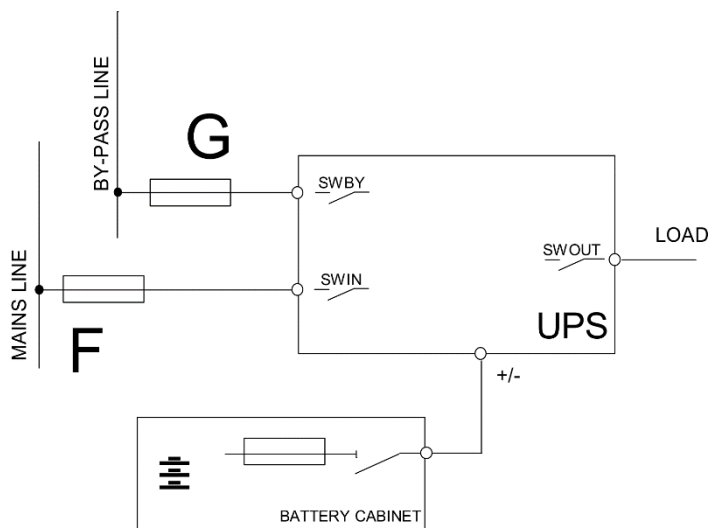 BY-PASS LINE
G
SWBY
MAINS LINE
SWIN
SWOUT
LOAD
F
UPS
+/-
BATTERY CABINET